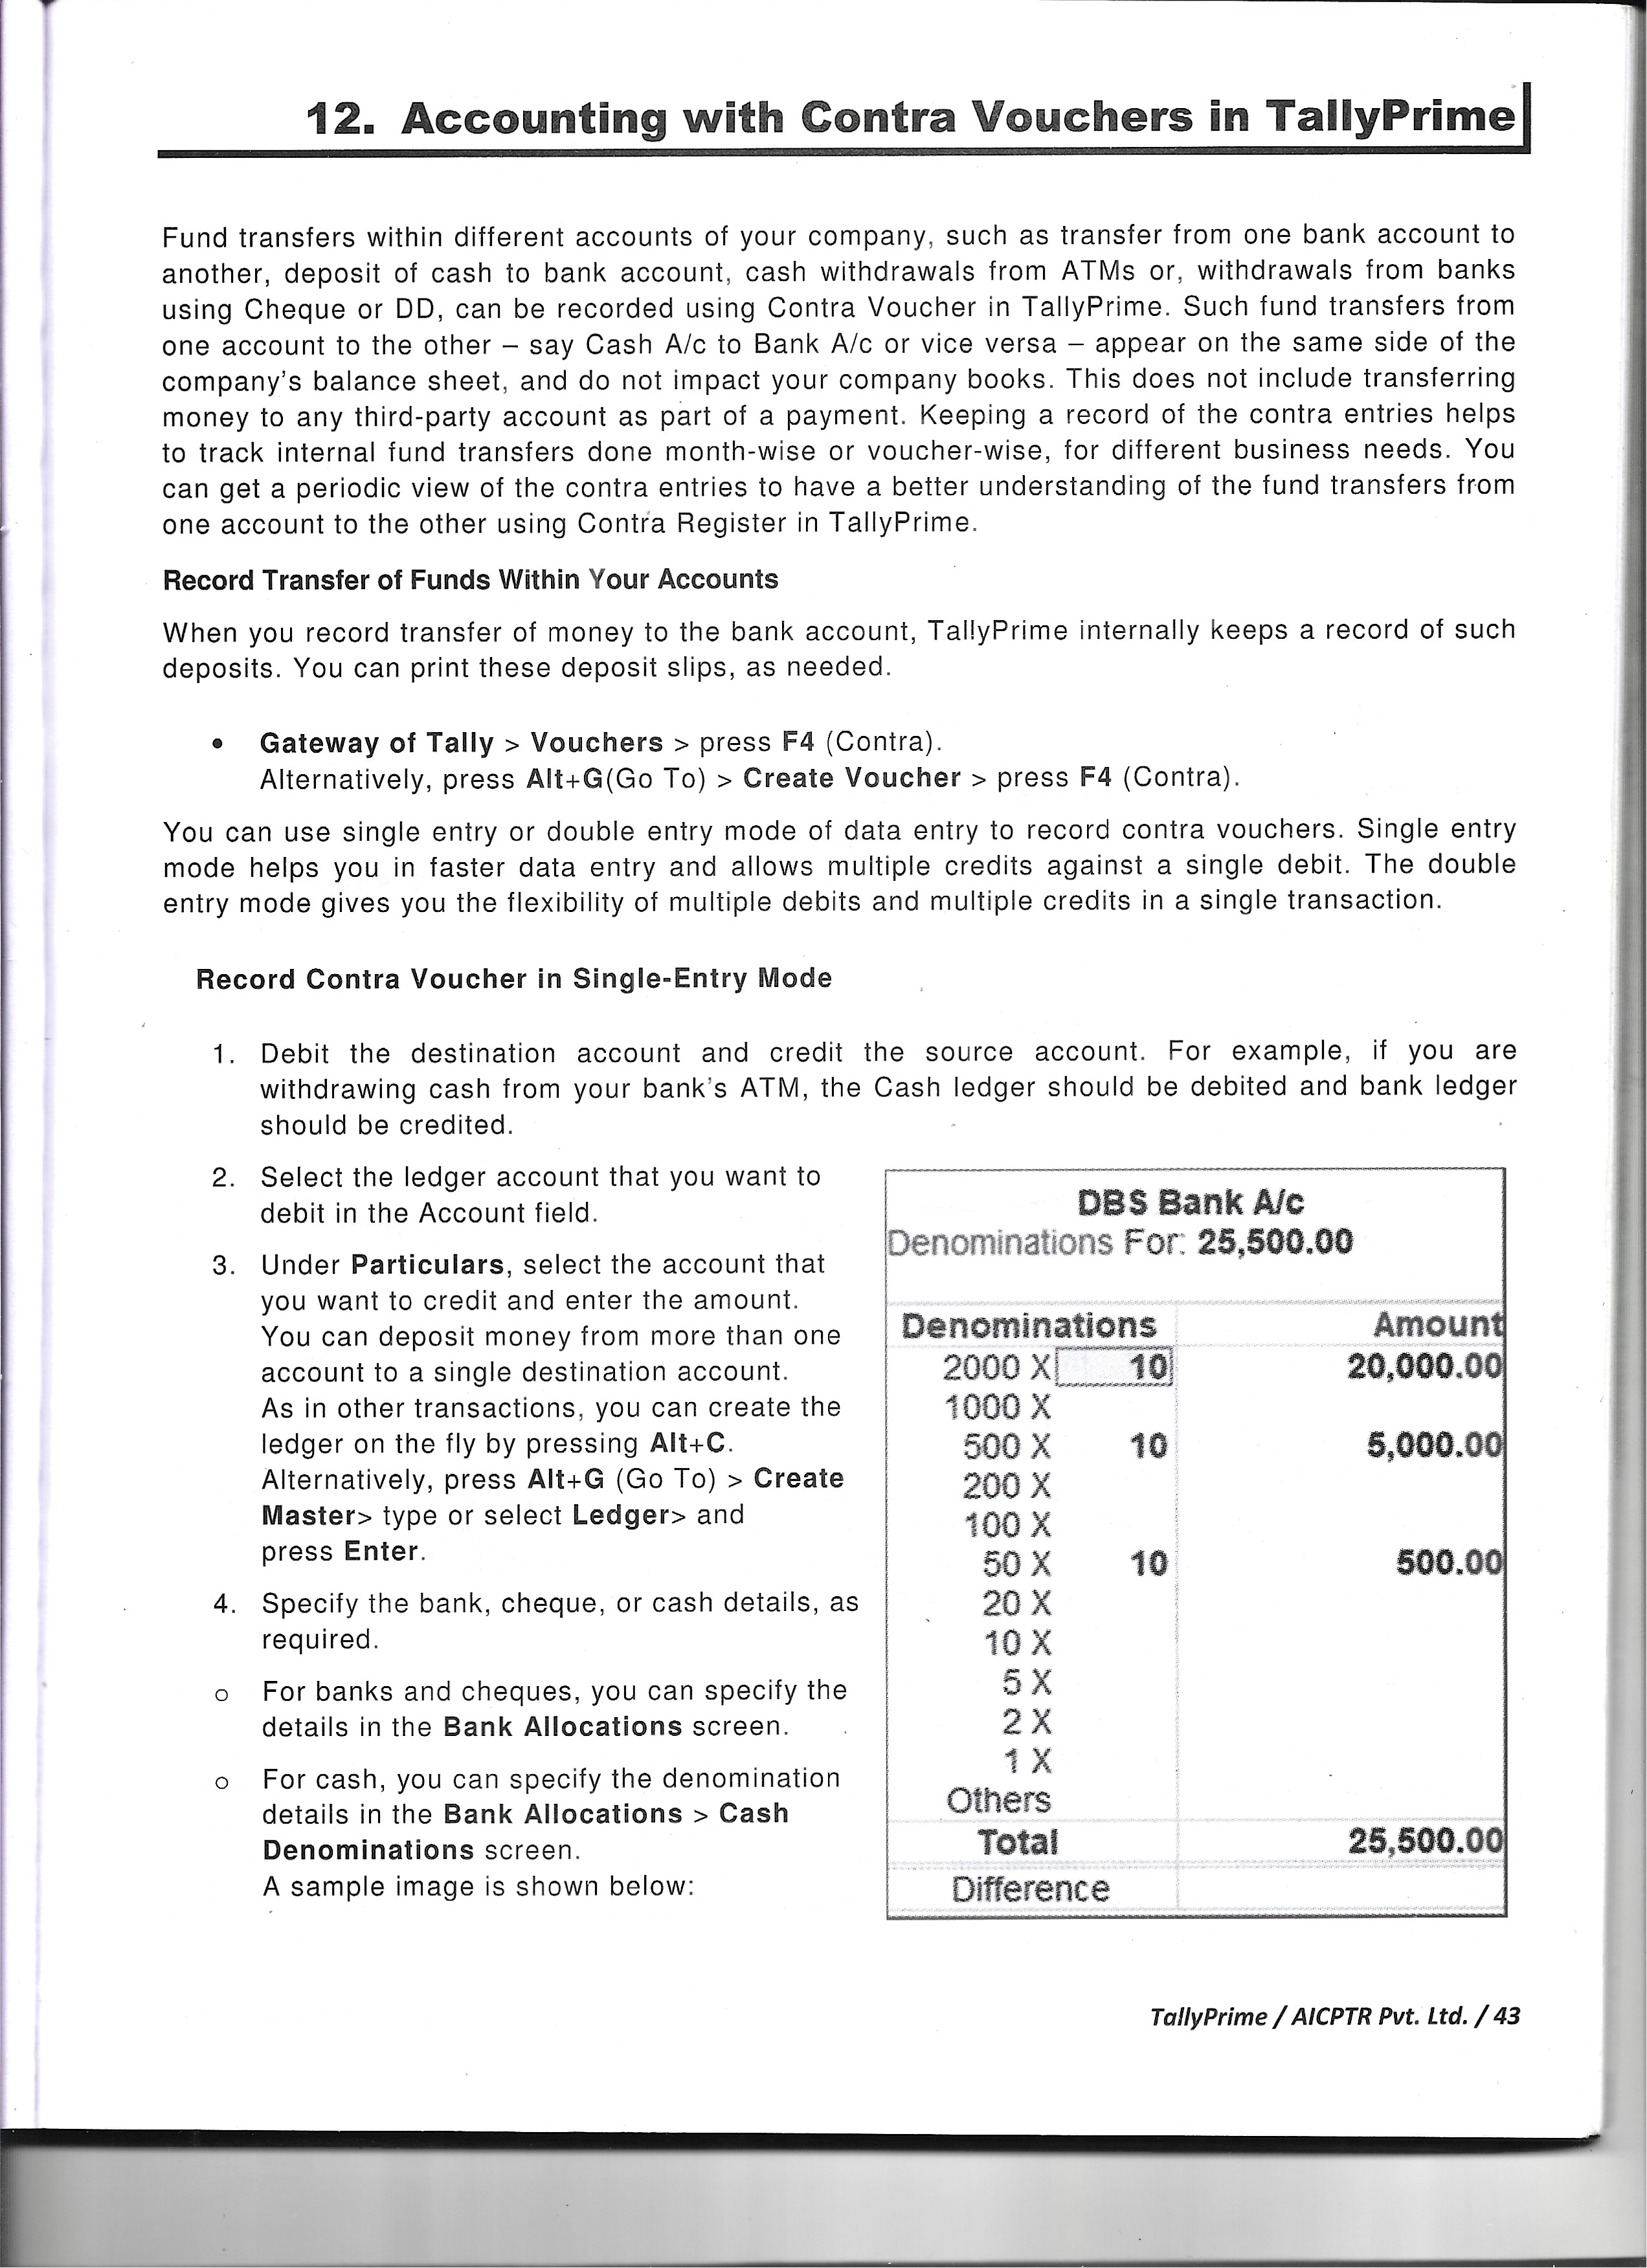 12. Accounting with Contra Vouchers in TallyPrime
Fund transfers within different accounts of your company, such as transfer from one bank account to
another, deposit of cash to bank account, cash withdrawals from ATMs or, withdrawals from banks
using Cheque or DD, can be recorded using Contra Voucher in TallyPrime. Such fund transfers from
one account to the other – say Cash A/c to Bank A/c or vice versa – appear on the same side of the
company's balance sheet, and do not impact your company books. This does not include transferring
money to any third-party account as part of a payment. Keeping a record of the contra entries helps
to track internal fund transfers done month-wise or voucher-wise, for different business needs. You
can get a periodic view of the contra entries to have a better understanding of the fund transfers from
one account to the other using Contra Register in TallyPrime.
Record Transfer of Funds Within Your Accounts
When you record transfer of money to the bank account, TallyPrime internally keeps a record of such
deposits. You can print these deposit slips, as needed.
• Gateway of Tally > Vouchers > press F4 (Contra).
Alternatively, press Alt+G(Go To) > Create Voucher > press F4 (Contra).
You can use single entry or double entry mode of data entry to record contra vouchers. Single entry
mode helps you in faster data entry and allows multiple credits against a single debit. The double
entry mode gives you the flexibility of multiple debits and multiple credits in a single transaction.
Record Contra Voucher in Single-Entry Mode
1. Debit the destination account and credit the source account. For example, if you are
withdrawing cash from your bank's ATM, the Cash ledger should be debited and bank ledger
should be credited.
2. Select the ledger account that you want to
debit in the Account field.
3. Under Particulars, select the account that
you want to credit and enter the amount.
You can deposit money from more than one
account to a single destination account.
As in other transactions, you can create the
ledger on the fly by pressing Alt+C.
Alternatively, press Alt+G (Go To) > Create
Master> type or select Ledger> and
press Enter.
4. Specify the bank, cheque, or cash details, as
required.
o For banks and cheques, you can specify the
details in the Bank Allocations screen.
o For cash, you can specify the denomination
details in the Bank Allocations > Cash
Denominations screen.
A sample image is shown below:
DBS Bank A/c
Denominations For: 25,500.00
Denominations Amount
2000 X 10 20,000.00
1000 X
500 X 10 5,000.00
200 X
100 X
50 X 10 500.00
20 X
10 X
5 X
2 X
1 X
Others
Total 25,500.00
Difference
TallyPrime / AICPTR Pvt. Ltd. / 43